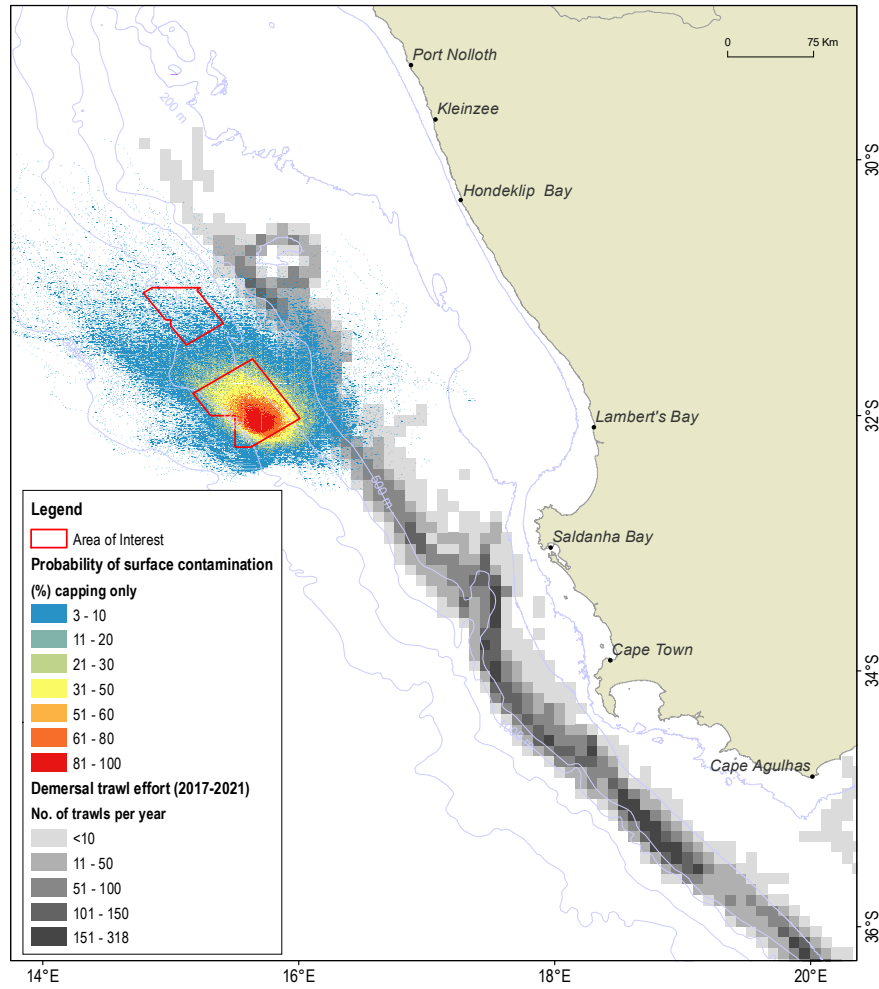 0 75 Km
Port Nolloth
200 m
Kleinzee
30°S
Hondeklip Bay
32°S
Lambert's Bay
500 m
Legend
Area of Interest
Probability of surface contamination
(%) capping only
3 - 10
11 - 20
21 - 30
31 - 50
51 - 60
61 - 80
81 - 100
Demersal trawl effort (2017-2021)
No. of trawls per year
<10
11 - 50
51 - 100
101 - 150
151 - 318
Saldanha Bay
Cape Town
34°S
Cape Agulhas
36°S
14°E 16°E 18°E 20°E